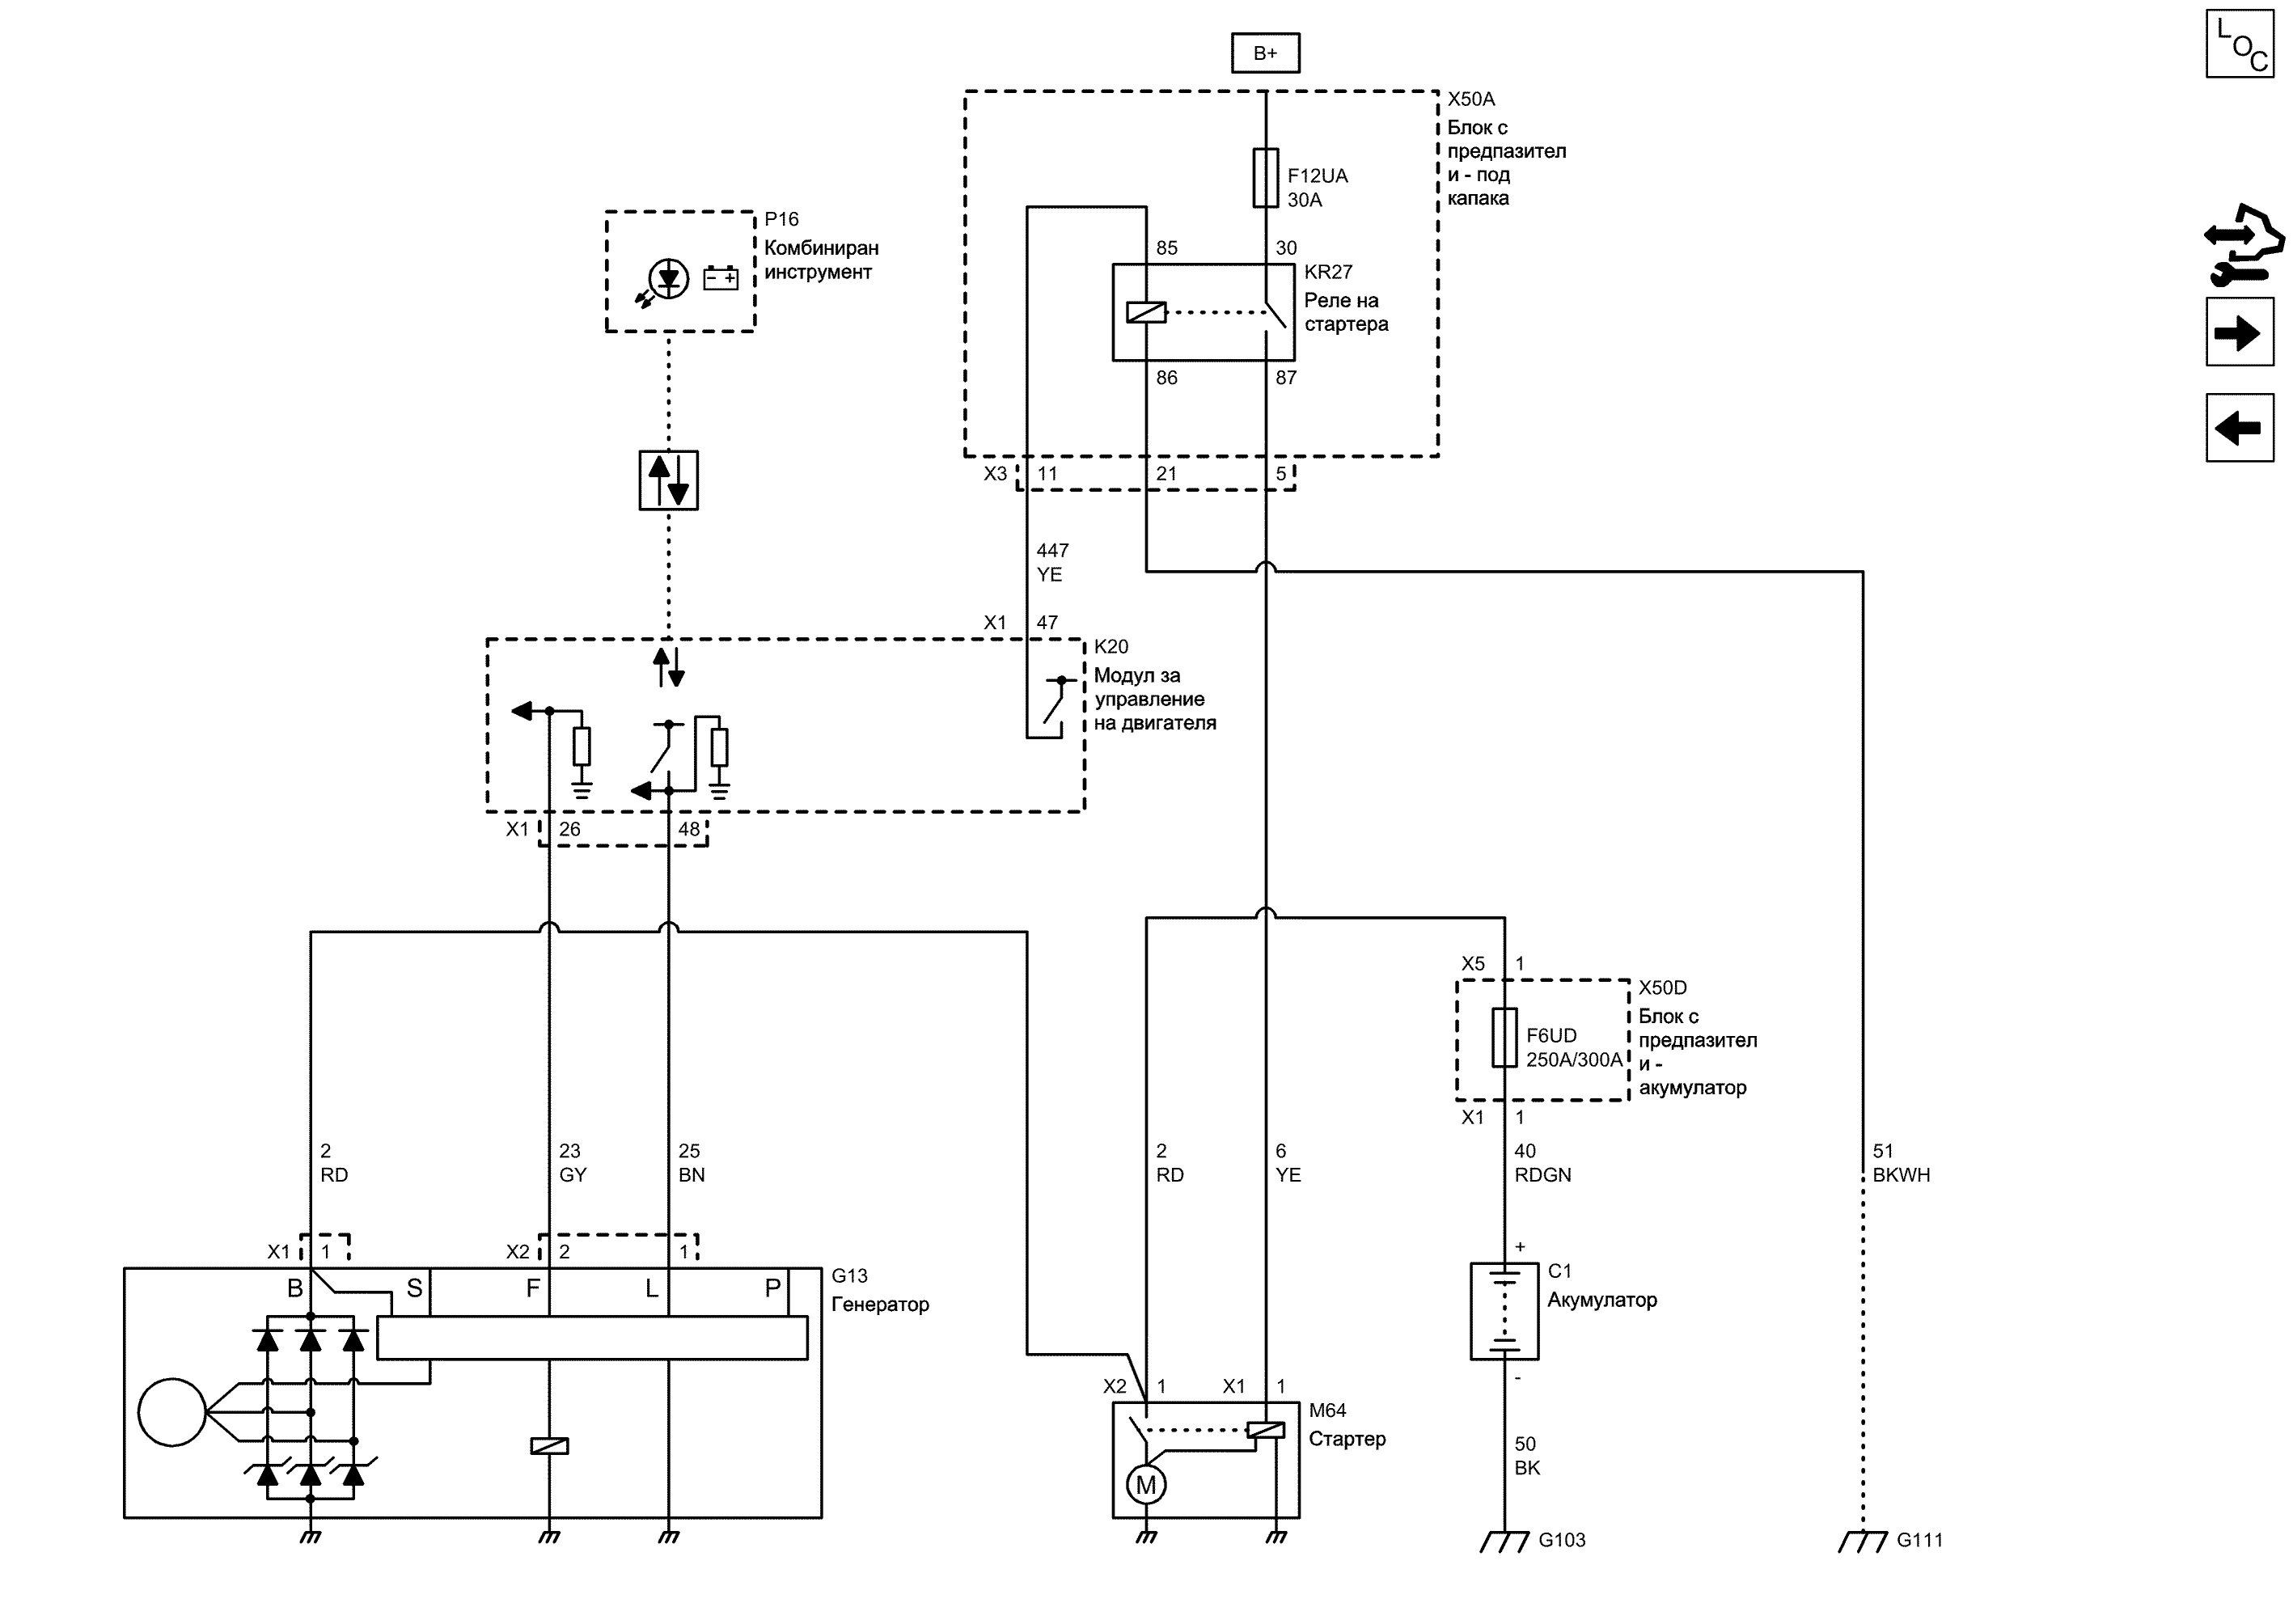 L
O
C
B+
X50A
Блок с
предпазител
и - под
капака
F12UA
30A
P16
Комбиниран
инструмент
- +
85
30
KR27
Реле на
стартера
86
87
X3
11
21
5
447
YE
X1
47
K20
Модул за
управление
на двигателя
X1
26
48
X5
1
X50D
Блок с
предпазител
и -
акумулатор
F6UD
250A/300A
X1
1
2
RD
23
GY
25
BN
2
RD
6
YE
40
RDGN
51
BKWH
X1
1
X2
2
1
B
S
F
L
P
G13
Генератор
+
C1
Акумулатор
-
X2
1
X1
1
M64
Стартер
M
50
BK
G103
G111